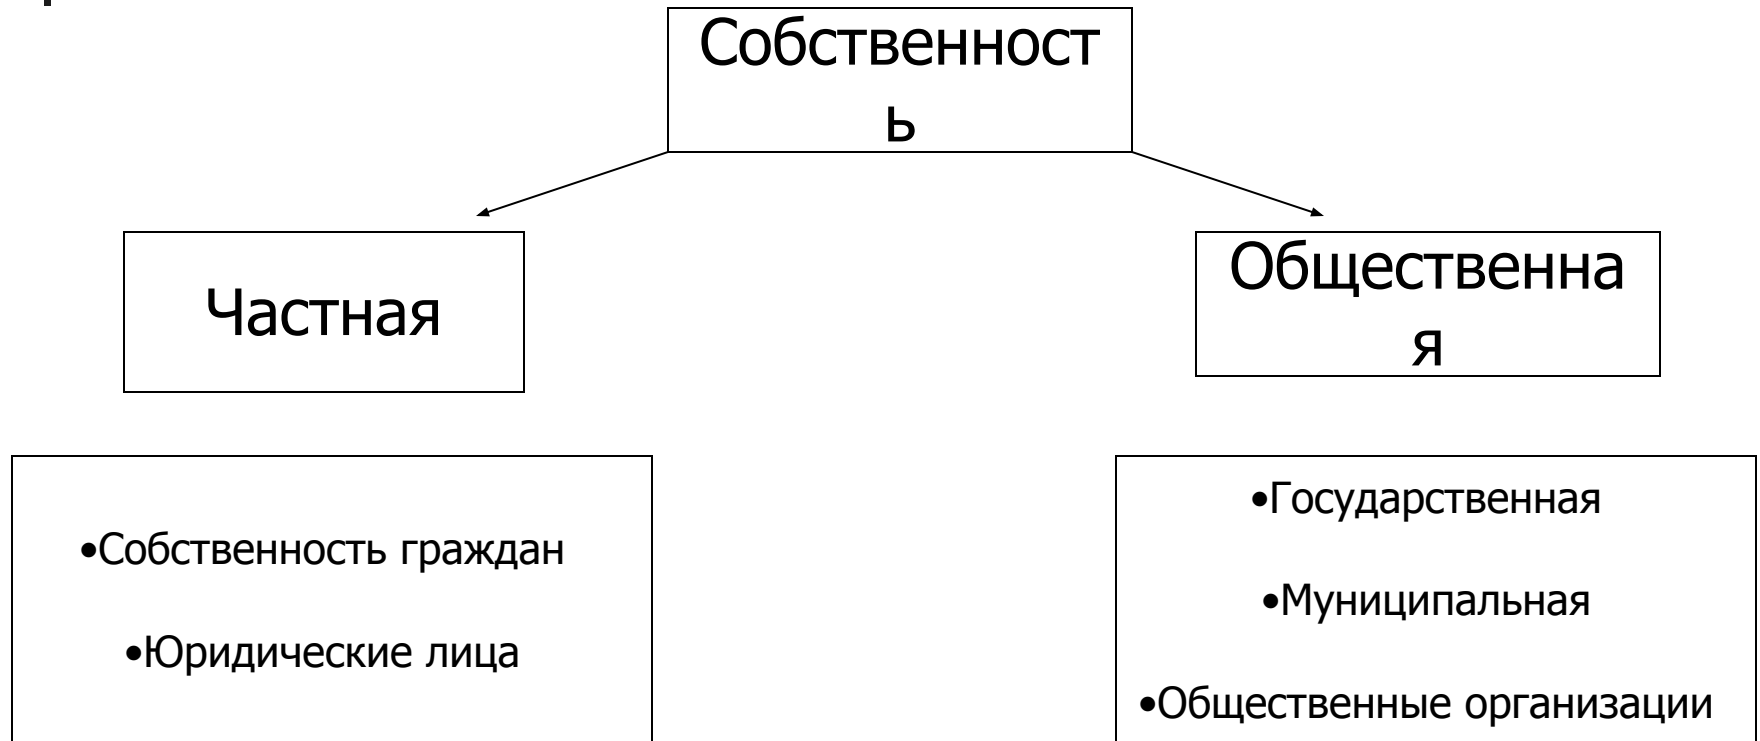 Собственност
ь
Частная
Общественна
я
•Собственность граждан
•Юридические лица
•Государственная
•Муниципальная
•Общественные организации